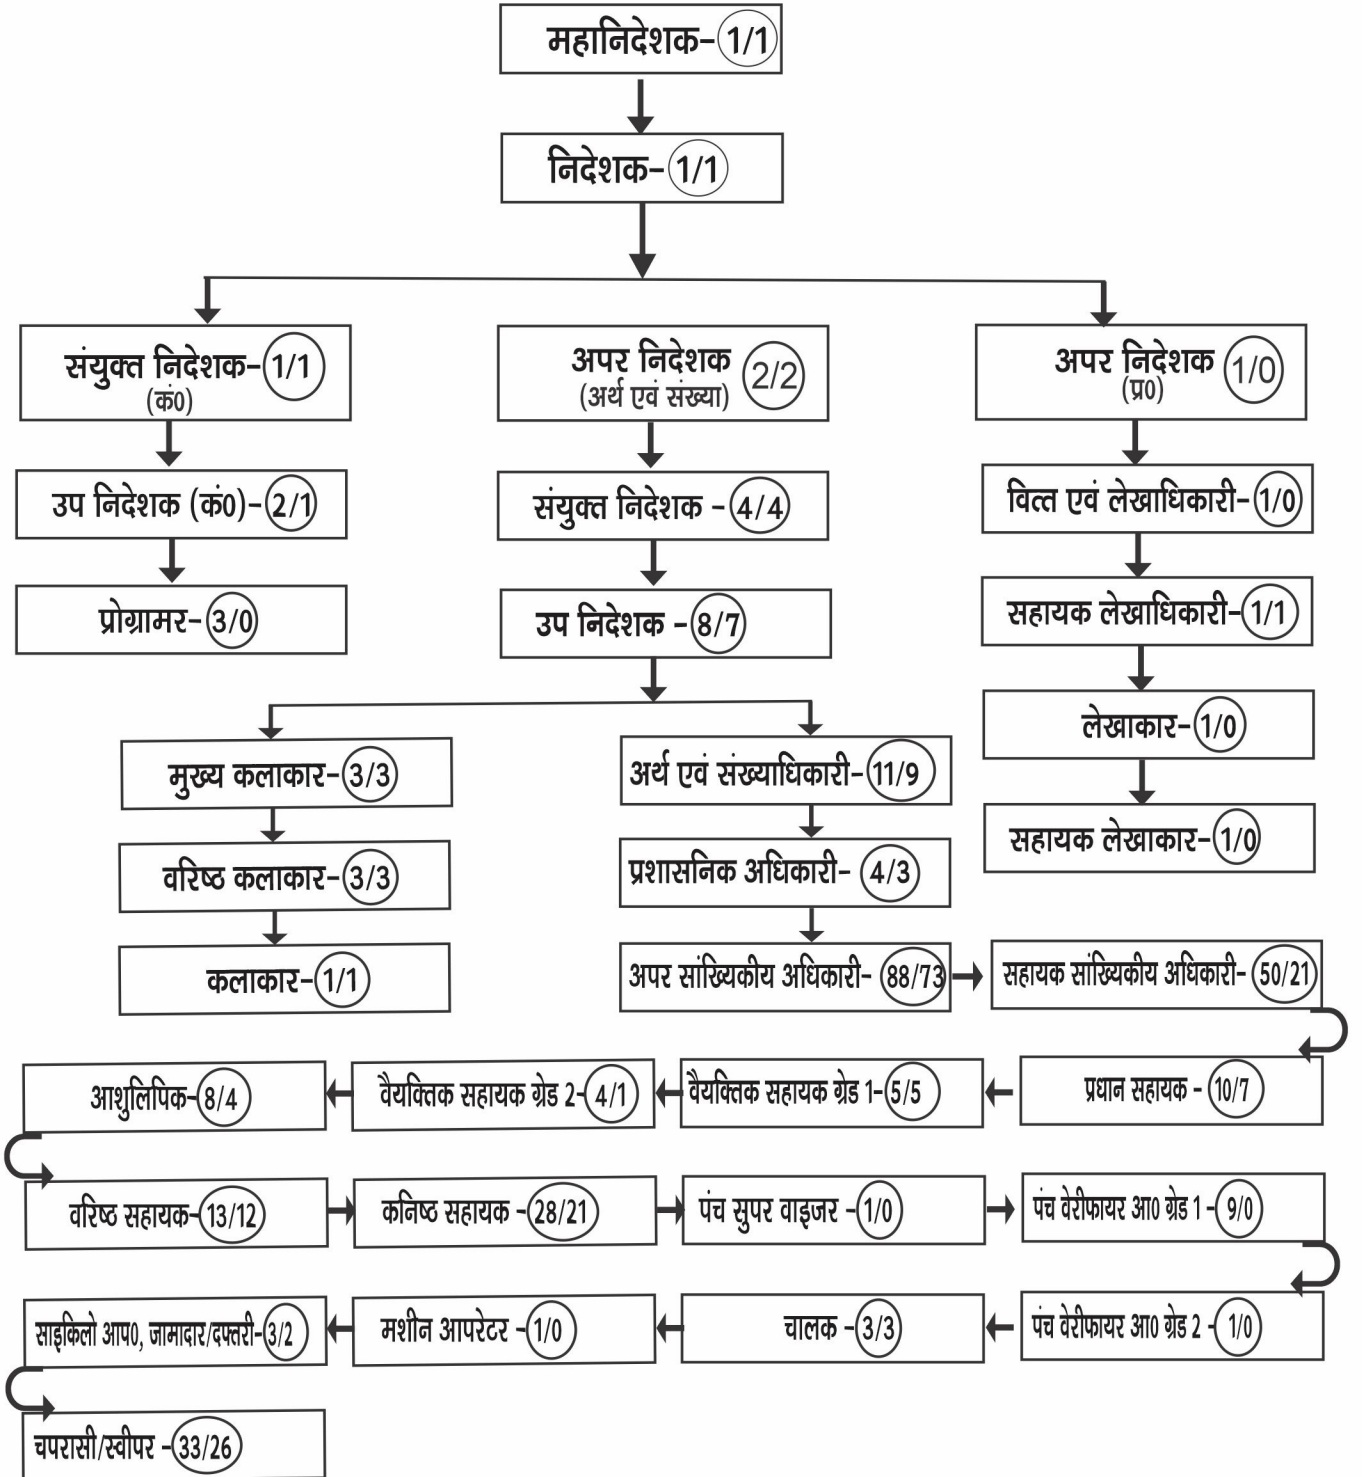 महानिदेशक-1/1
निदेशक-1/1
संयुक्त निदेशक-1/1
(कं0)
अपर निदेशक 2/2
(अर्थ एवं संख्या)
अपर निदेशक 1/0
(प्र0)
उप निदेशक (कं0)-2/1
संयुक्त निदेशक -4/4
वित्त एवं लेखाधिकारी-1/0
प्रोग्रामर-3/0
उप निदेशक -8/7
सहायक लेखाधिकारी-1/1
लेखाकार-1/0
मुख्य कलाकार-3/3
अर्थ एवं संख्याधिकारी-11/9
सहायक लेखाकार-1/0
वरिष्ठ कलाकार-3/3
प्रशासनिक अधिकारी- 4/3
कलाकार-1/1
अपर सांख्यिकीय अधिकारी- 88/73
सहायक सांख्यिकीय अधिकारी- 50/21
प्रधान सहायक - 10/7
वैयक्तिक सहायक ग्रेड 1-5/5
वैयक्तिक सहायक ग्रेड 2-4/1
आशुलिपिक-8/4
वरिष्ठ सहायक-13/12
कनिष्ठ सहायक -28/21
पंच सुपर वाइजर -1/0
पंच वेरीफायर आ0 ग्रेड 1 - 9/0
पंच वेरीफायर आ0 ग्रेड 2 - 1/0
चालक -3/3
मशीन आपरेटर -1/0
साइकिलो आप0, जामादार/दफ्तरी-3/2
चपरासी/स्वीपर -33/26